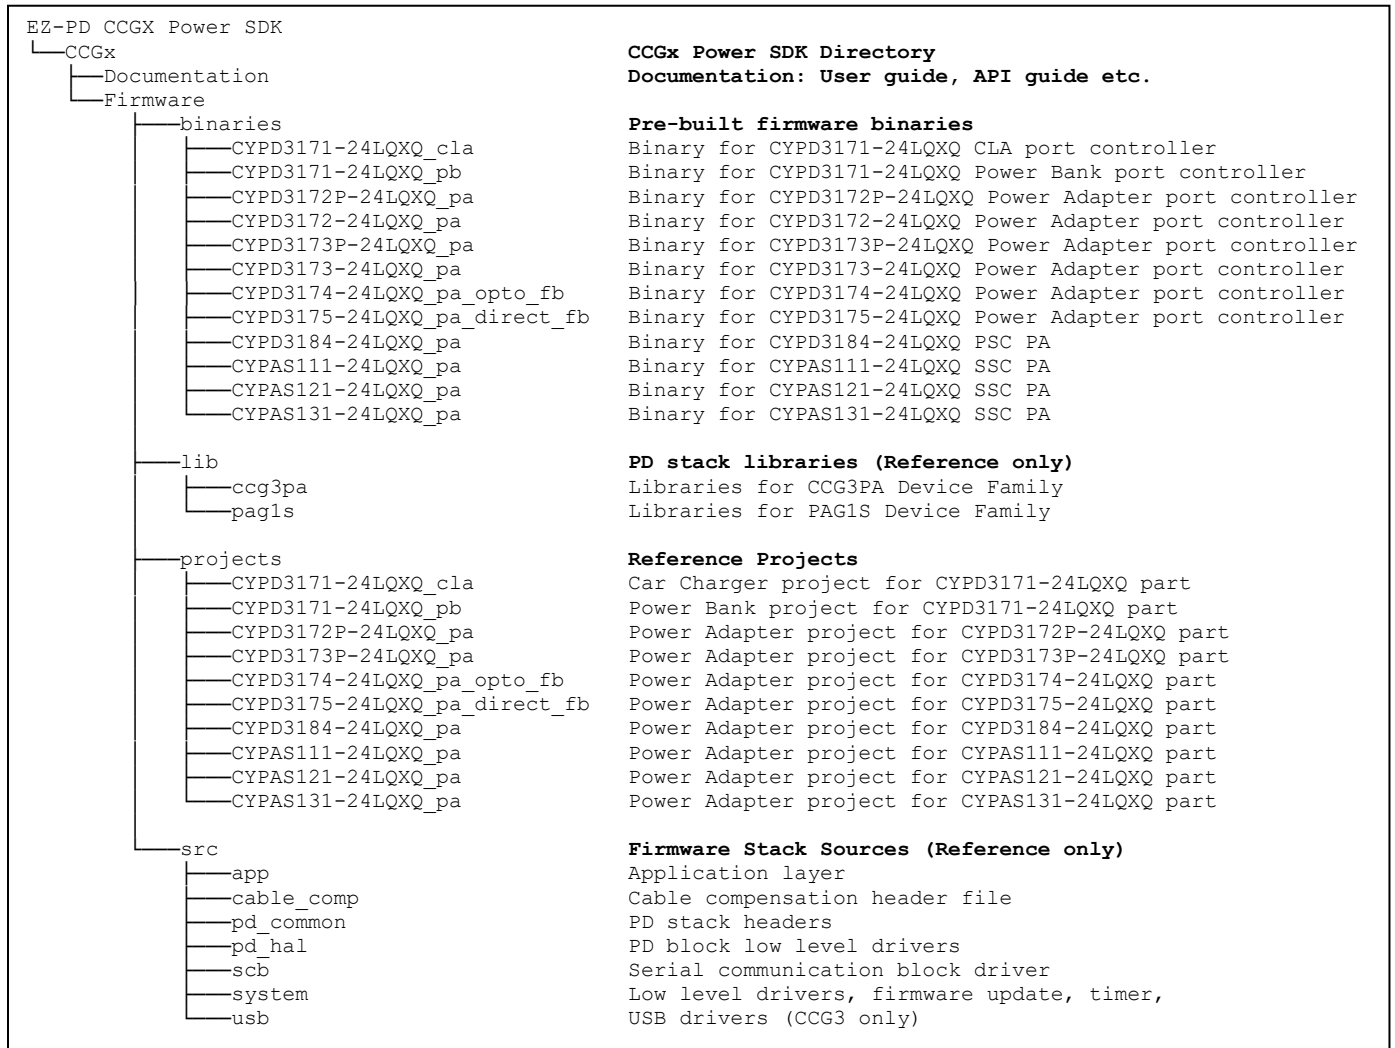 EZ-PD CCGX Power SDK
└──CCGx CCGx Power SDK Directory
├──Documentation Documentation: User guide, API guide etc.
└──Firmware
├──binaries Pre-built firmware binaries
├──CYPD3171-24LQXQ_cla Binary for CYPD3171-24LQXQ CLA port controller
├──CYPD3171-24LQXQ_pb Binary for CYPD3171-24LQXQ Power Bank port controller
├──CYPD3172P-24LQXQ_pa Binary for CYPD3172P-24LQXQ Power Adapter port controller
├──CYPD3172-24LQXQ_pa Binary for CYPD3172-24LQXQ Power Adapter port controller
├──CYPD3173P-24LQXQ_pa Binary for CYPD3173P-24LQXQ Power Adapter port controller
├──CYPD3173-24LQXQ_pa Binary for CYPD3173-24LQXQ Power Adapter port controller
├──CYPD3174-24LQXQ_pa_opto_fb Binary for CYPD3174-24LQXQ Power Adapter port controller
├──CYPD3175-24LQXQ_pa_direct_fb Binary for CYPD3175-24LQXQ Power Adapter port controller
├──CYPD3184-24LQXQ_pa Binary for CYPD3184-24LQXQ PSC PA
├──CYPAS111-24LQXQ_pa Binary for CYPAS111-24LQXQ SSC PA
├──CYPAS121-24LQXQ_pa Binary for CYPAS121-24LQXQ SSC PA
└──CYPAS131-24LQXQ_pa Binary for CYPAS131-24LQXQ SSC PA
├──lib PD stack libraries (Reference only)
├──ccg3pa Libraries for CCG3PA Device Family
└──pag1s Libraries for PAG1S Device Family
├──projects Reference Projects
├──CYPD3171-24LQXQ_cla Car Charger project for CYPD3171-24LQXQ part
├──CYPD3171-24LQXQ_pb Power Bank project for CYPD3171-24LQXQ part
├──CYPD3172P-24LQXQ_pa Power Adapter project for CYPD3172P-24LQXQ part
├──CYPD3173P-24LQXQ_pa Power Adapter project for CYPD3173P-24LQXQ part
├──CYPD3174-24LQXQ_pa_opto_fb Power Adapter project for CYPD3174-24LQXQ part
├──CYPD3175-24LQXQ_pa_direct_fb Power Adapter project for CYPD3175-24LQXQ part
├──CYPD3184-24LQXQ_pa Power Adapter project for CYPD3184-24LQXQ part
├──CYPAS111-24LQXQ_pa Power Adapter project for CYPAS111-24LQXQ part
├──CYPAS121-24LQXQ_pa Power Adapter project for CYPAS121-24LQXQ part
└──CYPAS131-24LQXQ_pa Power Adapter project for CYPAS131-24LQXQ part
└──src Firmware Stack Sources (Reference only)
├──app Application layer
├──cable_comp Cable compensation header file
├──pd_common PD stack headers
├──pd_hal PD block low level drivers
├──scb Serial communication block driver
├──system Low level drivers, firmware update, timer,
└──usb USB drivers (CCG3 only)